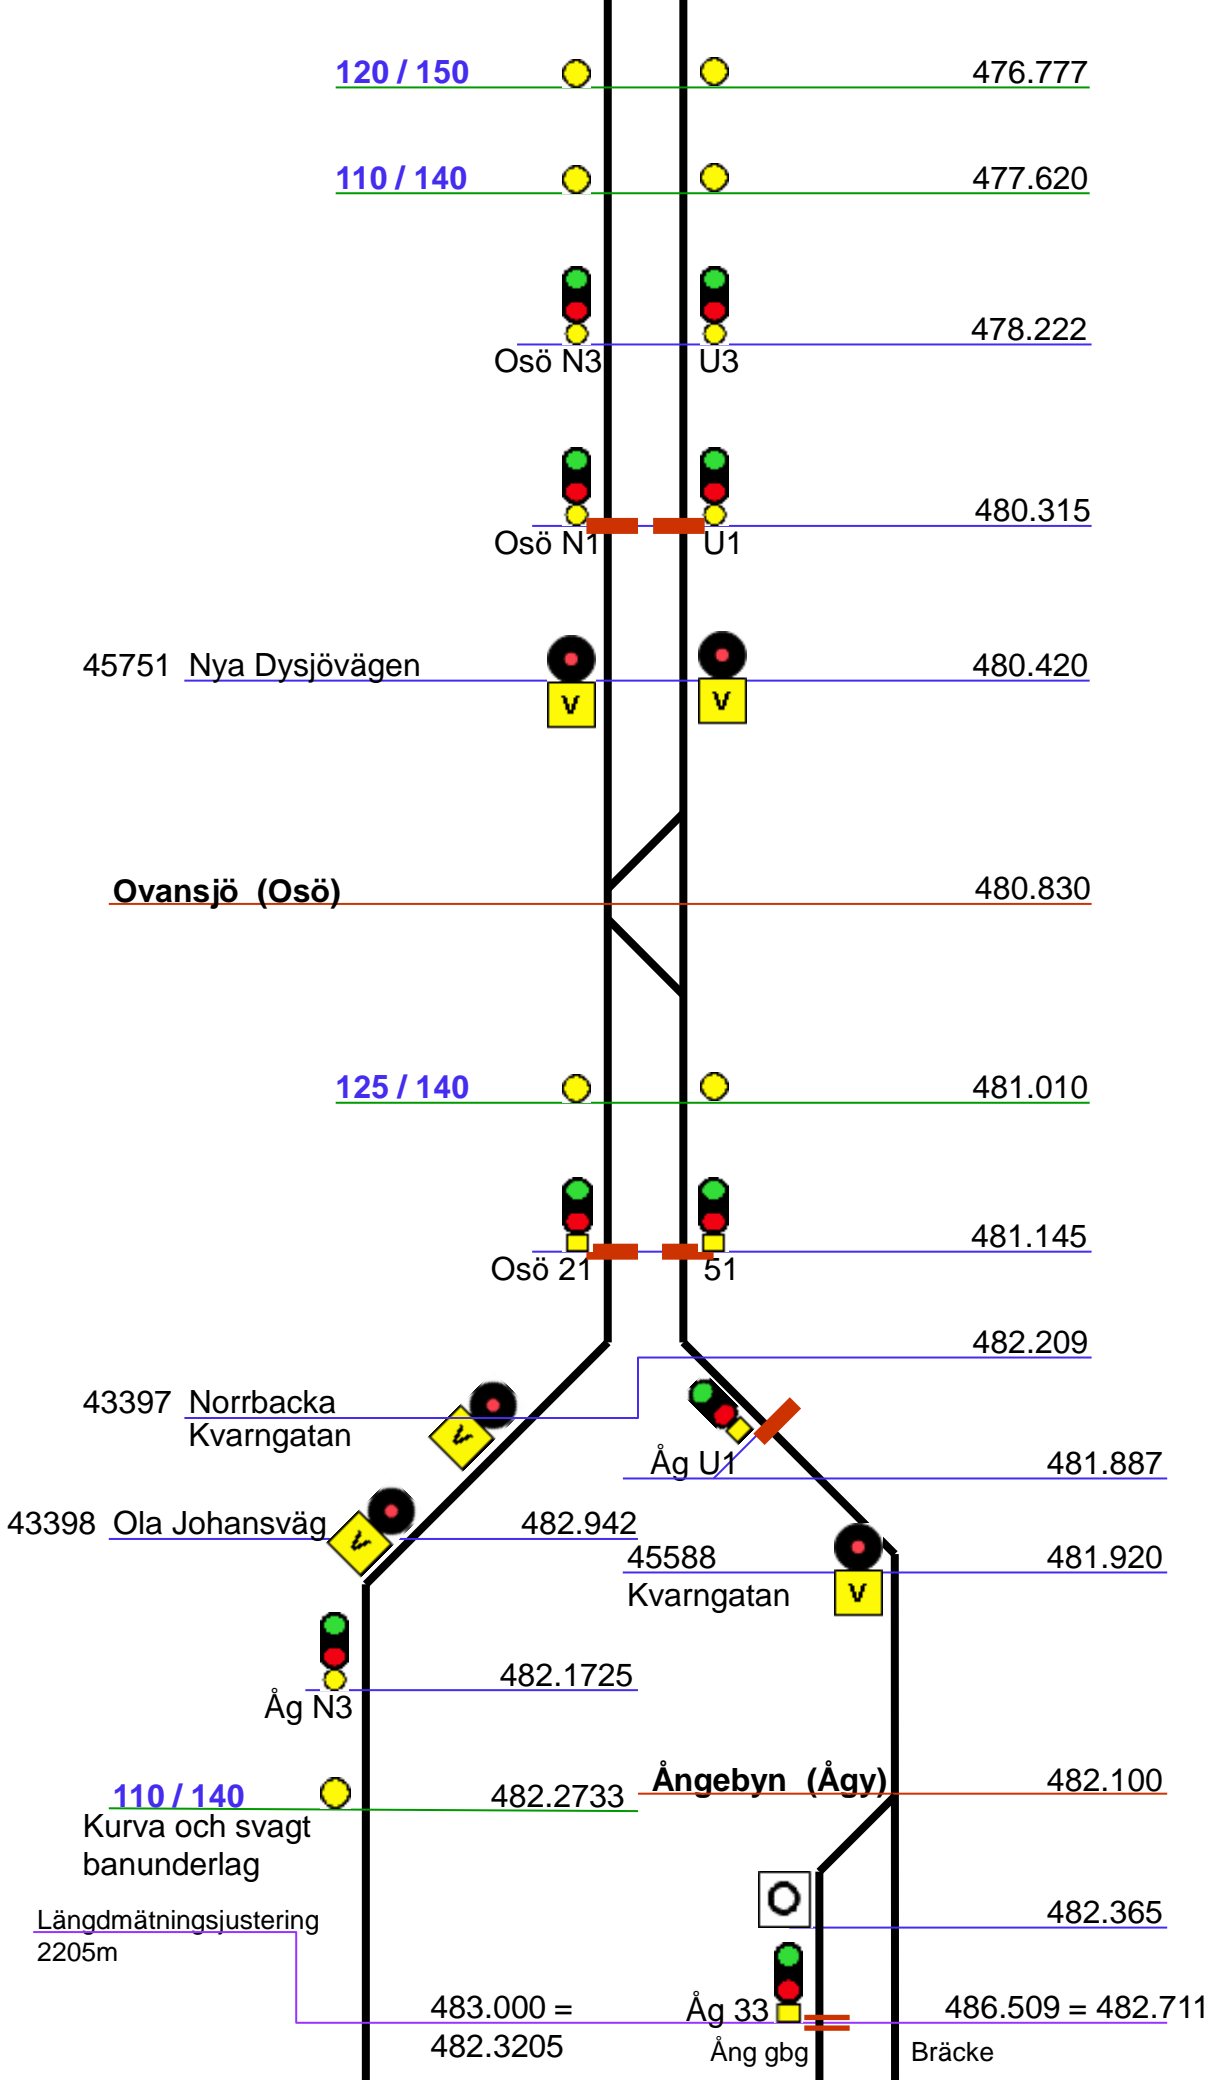 120 / 150 476.777
110 / 140 477.620
478.222
Osö N3 U3
480.315
Osö N1 U1
45751 Nya Dysjövägen 480.420
V V
Ovansjö (Osö) 480.830
125 / 140 481.010
481.145
Osö 21 51
482.209
43397 Norrbacka
Kvarngatan
V
Åg U1 481.887
43398 Ola Johansväg 482.942
V
45588 481.920
Kvarngatan V
482.1725
Åg N3
110 / 140 482.2733
Kurva och svagt
banunderlag
Ångebyn (Ågy) 482.100
O 482.365
Längdmätningsjustering
2205m
483.000 =
482.3205
Åg 33 486.509 = 482.711
Ång gbg Bräcke